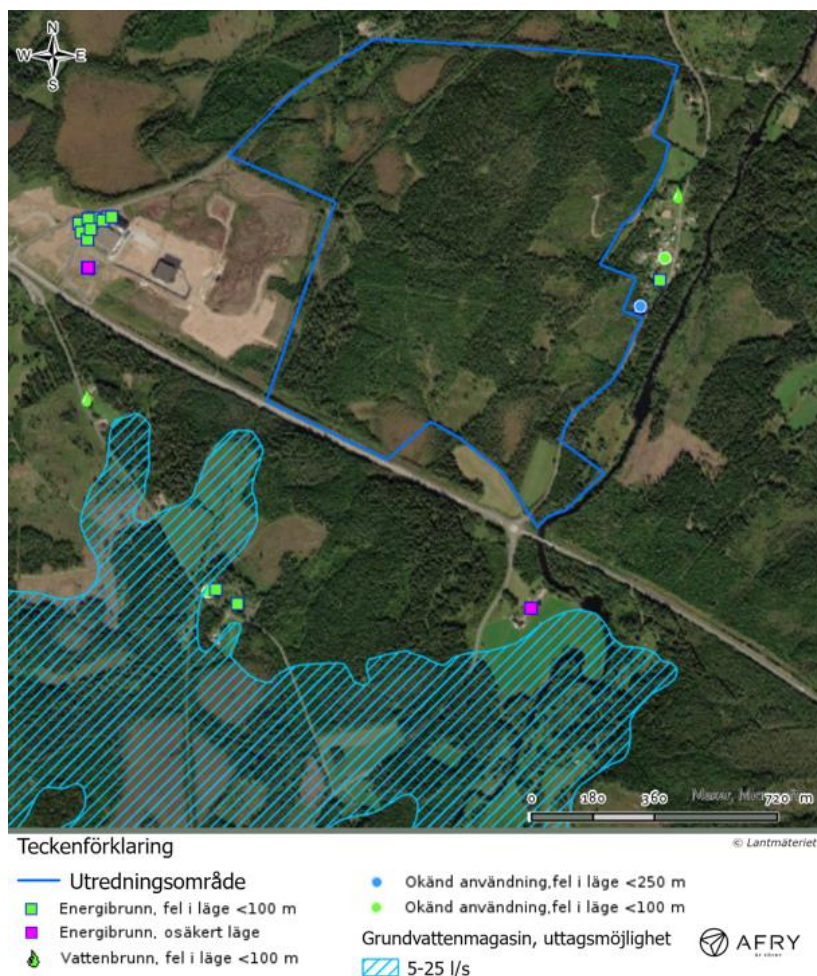 N
W E
S
0 180 360 720 m
Maxar,
© Lantmäteriet
Teckenförklaring
Utredningsområde
Energibrunn, fel i läge <100 m
Energibrunn, osäkert läge
Vattenbrunn, fel i läge <100 m
Okänd användning,fel i läge <250 m
Okänd användning,fel i läge <100 m
Grundvattenmagasin, uttagsmöjlighet
5-25 l/s
AFRY